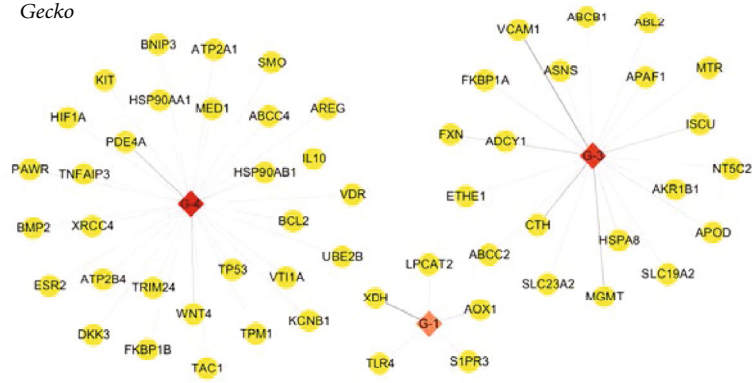 Gecko
BNIP3
ATP2A1
SMO
KIT
HSP90AA1
MED1
ABCC4
AREG
HIF1A
PDE4A
IL10
PAWR
TNFAIP3
HSP90AB1
VDR
G-4
BMP2
XRCC4
BCL2
UBE2B
ESR2
ATP2B4
TRIM24
TP53
VTI1A
WNT4
KCNB1
DKK3
FKBP1B
TPM1
TAC1
VCAM1
ABCB1
ABL2
FKBP1A
ASNS
APAF1
MTR
FXN
ADCY1
ISCU
G-3
NT5C2
ETHE1
AKR1B1
CTH
APOD
HSPA8
ABCC2
SLC23A2
SLC19A2
MGMT
LPCAT2
XDH
AOX1
G-1
TLR4
S1PR3